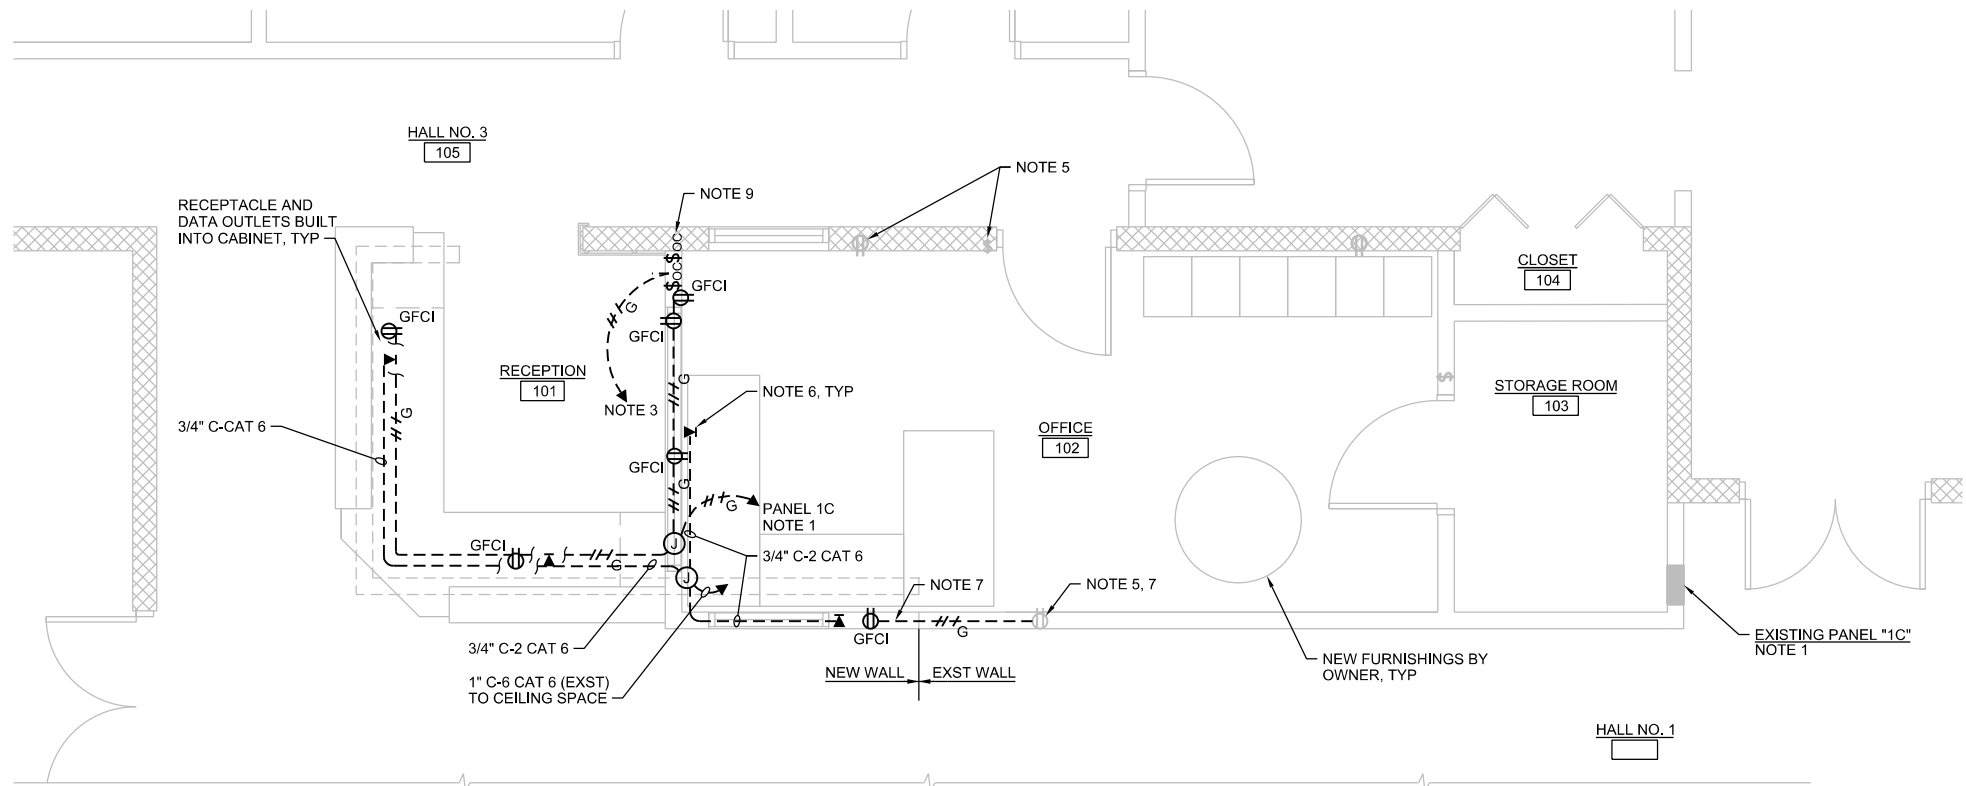 HALL NO. 3
105
NOTE 5
NOTE 9
RECEPTACLE AND
DATA OUTLETS BUILT
INTO CABINET, TYP
$OC
$OC
$
$
GFCI
GFCI
GFCI
G
CLOSET
104
RECEPTION
101
NOTE 3
NOTE 6, TYP
STORAGE ROOM
103
G
G
3/4" C-CAT 6
OFFICE
102
GFCI
G
G
PANEL 1C
NOTE 1
GFCI
J
G
3/4" C-2 CAT 6
J
NOTE 7
NOTE 5, 7
GFCI
G
3/4" C-2 CAT 6
1" C-6 CAT 6 (EXST)
TO CEILING SPACE
NEW WALL
EXST WALL
NEW FURNISHINGS BY
OWNER, TYP
EXISTING PANEL "1C"
NOTE 1
HALL NO. 1